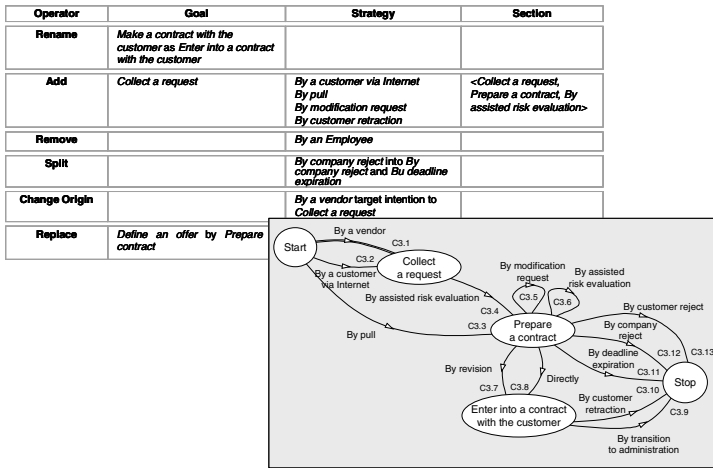 Operator Goal Strategy Section
Rename Make a contract with the
customer as Enter into a contract
with the customer
Add Collect a request By a customer via Internet <Collect a request,
By pull Prepare a contract, By
By modification request assisted risk evaluation>
By customer retraction
Remove By an Employee
Split By company reject into By
company reject and Bu deadline
expiration
Change Origin By a vendor target intention to
Collect a request
Replace Define an offer by Prepare
contract
Start
By a vendor
C3.1
C3.2
Collect
a request
By a customer
via Internet
By assisted risk evaluation
C3.4
C3.3
By pull
By modification
request
C3.5
By assisted
risk evaluation
C3.6
Prepare
a contract
By customer reject
By company
reject
C3.12
C3.13
By deadline
expiration
C3.11
C3.10
Stop
By revision
Directly
C3.7
C3.8
By customer
retraction
C3.9
Enter into a contract
with the customer
By transition
to administration